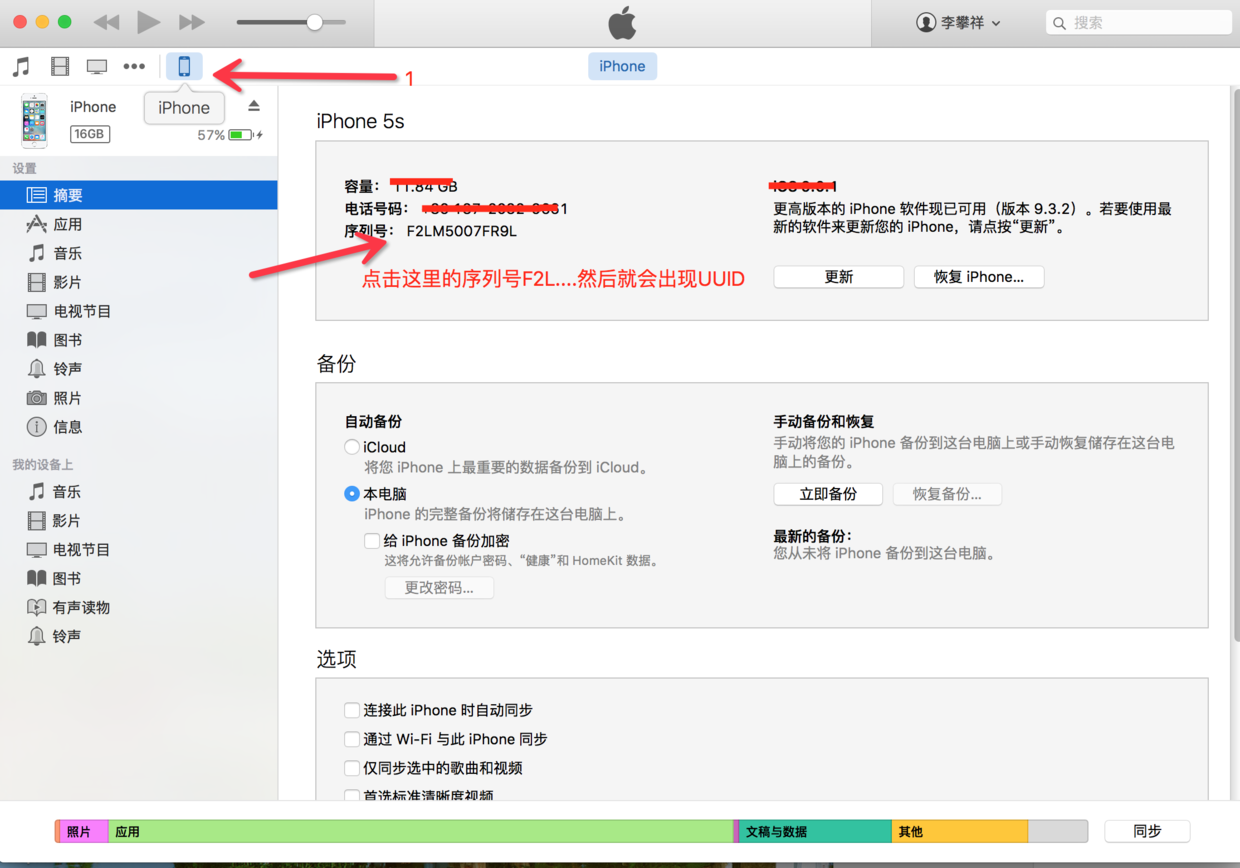 李攀祥
搜索
iPhone
1
iPhone
iPhone
16GB
57%
设置
摘要
应用
音乐
影片
电视节目
图书
铃声
照片
信息
我的设备上
音乐
影片
电视节目
图书
有声读物
铃声
iPhone 5s
容量： 11.84 GB
电话号码：
序列号： F2LM5007FR9L
点击这里的序列号F2L....然后就会出现UUID
更高版本的 iPhone 软件现已可用（版本 9.3.2）。若要使用最
新的软件来更新您的 iPhone，请点按“更新”。
更新
恢复 iPhone...
备份
自动备份
iCloud
将您 iPhone 上最重要的数据备份到 iCloud。
本电脑
iPhone 的完整备份将储存在这台电脑上。
给 iPhone 备份加密
这将允许备份帐户密码、“健康”和 HomeKit 数据。
更改密码...
手动备份和恢复
手动将您的 iPhone 备份到这台电脑上或手动恢复储存在这台电
脑上的备份。
立即备份
恢复备份...
最新的备份：
您从未将 iPhone 备份到这台电脑。
选项
连接此 iPhone 时自动同步
通过 Wi-Fi 与此 iPhone 同步
仅同步选中的歌曲和视频
首选标准清晰度视频
照片
应用
文稿与数据
其他
同步